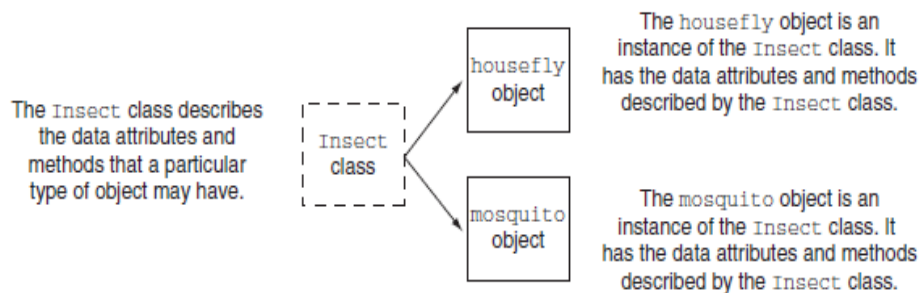 The Insect class describes
the data attributes and
methods that a particular
type of object may have.
Insect
class
housefly
object
The housefly object is an
instance of the Insect class. It
has the data attributes and methods
described by the Insect class.
mosquito
object
The mosquito object is an
instance of the Insect class. It
has the data attributes and methods
described by the Insect class.